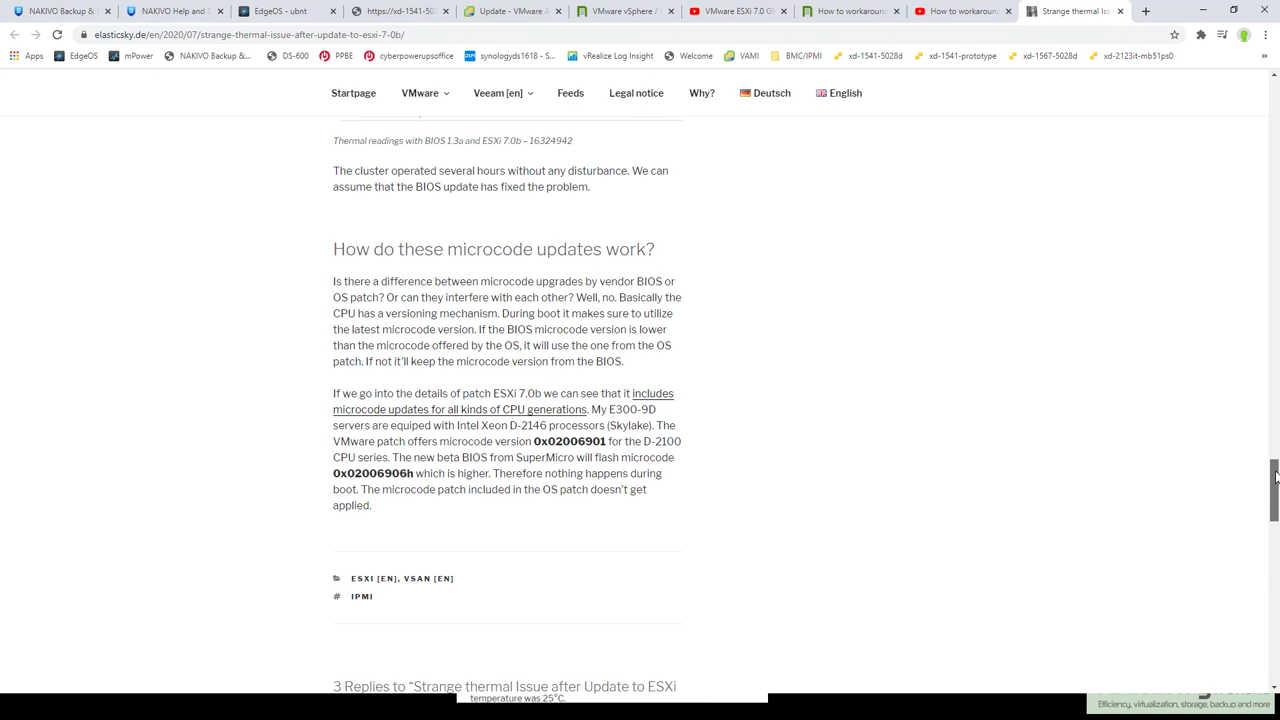 NAKIVO Backup &
NAKIVO Help and S
EdgeOS - ubnt
https://xd-1541-50
Update - VMware A
VMware vSphere /
VMware ESXi 7.0 G
How to workaroun
How to workaroun
Strange thermal Iss
elasticsky.de/en/2020/07/strange-thermal-issue-after-update-to-esxi-7-0b/
Apps
EdgeOS
mPower
NAKIVO Backup &...
DS-600
PPBE
cyberpowerupsoffice
synologyds1618 - S...
vRealize Log Insight
Welcome
VAMI
BMC/IPMI
xd-1541-5028d
xd-1541-prototype
xd-1567-5028d
xd-2123it-mb51ps0
»
Startpage
VMware
Veeam [en]
Feeds
Legal notice
Why?
Deutsch
English
Thermal readings with BIOS 1.3a and ESXi 7.0b – 16324942
The cluster operated several hours without any disturbance. We can
assume that the BIOS update has fixed the problem.
How do these microcode updates work?
Is there a difference between microcode upgrades by vendor BIOS or
OS patch? Or can they interfere with each other? Well, no. Basically the
CPU has a versioning mechanism. During boot it makes sure to utilize
the latest microcode version. If the BIOS microcode version is lower
than the microcode offered by the OS, it will use the one from the OS
patch. If not it'll keep the microcode version from the BIOS.
If we go into the details of patch ESXi 7.0b we can see that it includes
microcode updates for all kinds of CPU generations. My E300-9D
servers are equiped with Intel Xeon D-2146 processors (Skylake). The
VMware patch offers microcode version 0x02006901 for the D-2100
CPU series. The new beta BIOS from SuperMicro will flash microcode
0x02006906h which is higher. Therefore nothing happens during
boot. The microcode patch included in the OS patch doesn't get
applied.
ESXI [EN], VSAN [EN]
# IPMI
3 Replies to “Strange thermal Issue after Update to ESXi
temperature was 25°C.
Efficiency, virtualization, storage, backup and more